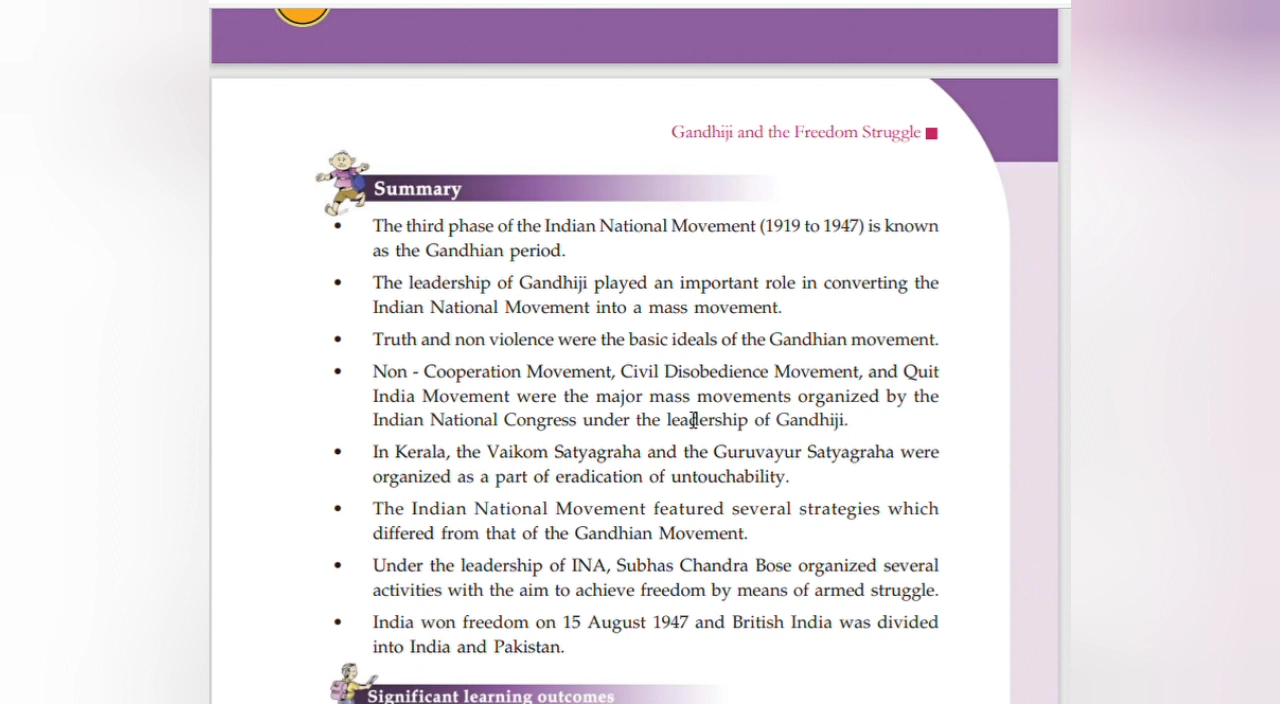 Gandhiji and the Freedom Struggle
Summary
• The third phase of the Indian National Movement (1919 to 1947) is known
as the Gandhian period.
• The leadership of Gandhiji played an important role in converting the
Indian National Movement into a mass movement.
• Truth and non violence were the basic ideals of the Gandhian movement.
• Non - Cooperation Movement, Civil Disobedience Movement, and Quit
India Movement were the major mass movements organized by the
Indian National Congress under the leadership of Gandhiji.
• In Kerala, the Vaikom Satyagraha and the Guruvayur Satyagraha were
organized as a part of eradication of untouchability.
• The Indian National Movement featured several strategies which
differed from that of the Gandhian Movement.
• Under the leadership of INA, Subhas Chandra Bose organized several
activities with the aim to achieve freedom by means of armed struggle.
• India won freedom on 15 August 1947 and British India was divided
into India and Pakistan.
Significant learning outcomes